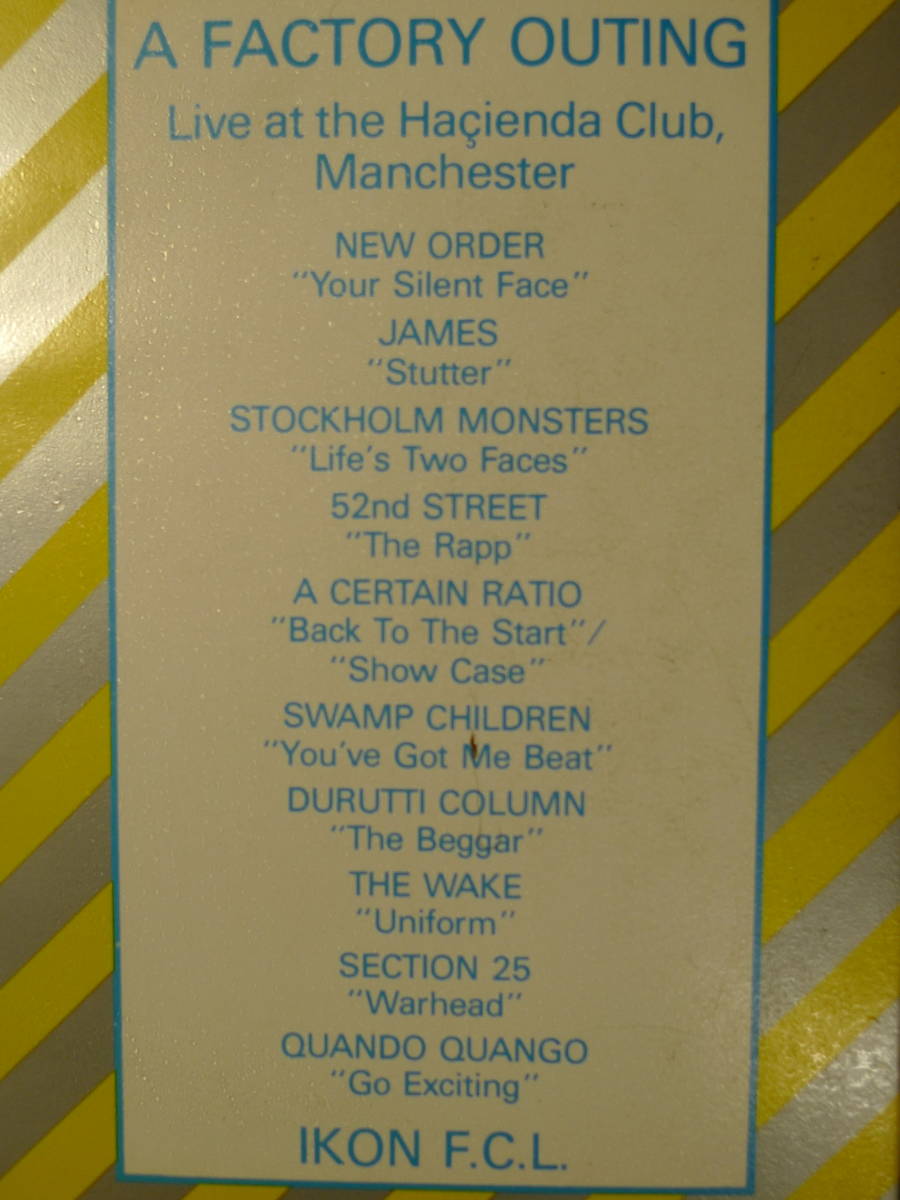 A FACTORY OUTING
Live at the Haçienda Club,
Manchester
NEW ORDER
"Your Silent Face"
JAMES
"Stutter"
STOCKHOLM MONSTERS
"Life's Two Faces"
52nd STREET
"The Rapp"
A CERTAIN RATIO
"Back To The Start"/
"Show Case"
SWAMP CHILDREN
"You've Got Me Beat"
DURUTTI COLUMN
"The Beggar"
THE WAKE
"Uniform"
SECTION 25
"Warhead"
QUANDO QUANGO
"Go Exciting"
IKON F.C.L.